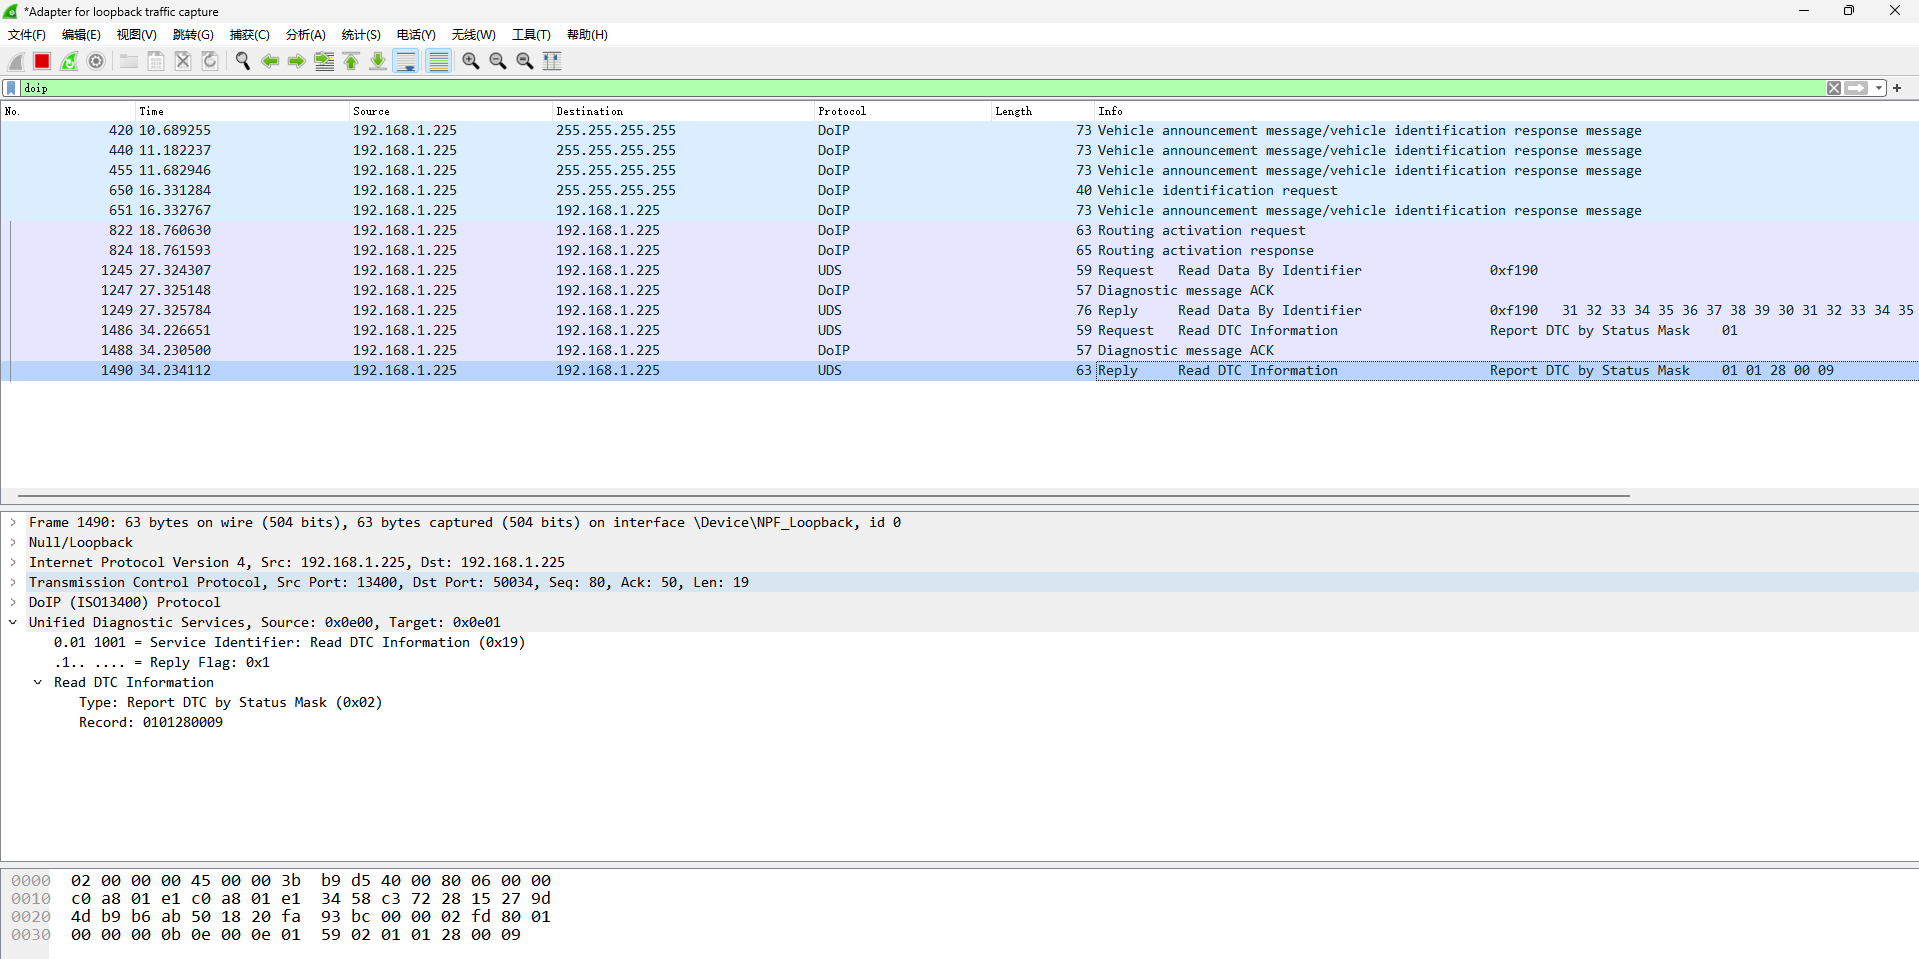 *Adapter for loopback traffic capture
文件(F) 编辑(E) 视图(V) 跳转(G) 捕获(C) 分析(A) 统计(S) 电话(Y) 无线(W) 工具(T) 帮助(H)
doip
No. Time Source Destination Protocol Length Info
420 10.689255 192.168.1.225 255.255.255.255 DoIP 73 Vehicle announcement message/vehicle identification response message
440 11.182237 192.168.1.225 255.255.255.255 DoIP 73 Vehicle announcement message/vehicle identification response message
455 11.682946 192.168.1.225 255.255.255.255 DoIP 73 Vehicle announcement message/vehicle identification response message
650 16.331284 192.168.1.225 255.255.255.255 DoIP 40 Vehicle identification request
651 16.332767 192.168.1.225 192.168.1.225 DoIP 73 Vehicle announcement message/vehicle identification response message
822 18.760630 192.168.1.225 192.168.1.225 DoIP 63 Routing activation request
824 18.761593 192.168.1.225 192.168.1.225 DoIP 65 Routing activation response
1245 27.324307 192.168.1.225 192.168.1.225 UDS 59 Request Read Data By Identifier 0xf190
1247 27.325148 192.168.1.225 192.168.1.225 DoIP 57 Diagnostic message ACK
1249 27.325784 192.168.1.225 192.168.1.225 UDS 76 Reply Read Data By Identifier 0xf190 31 32 33 34 35 36 37 38 39 30 31 32 33 34 35
1486 34.226651 192.168.1.225 192.168.1.225 UDS 59 Request Read DTC Information Report DTC by Status Mask 01
1488 34.230500 192.168.1.225 192.168.1.225 DoIP 57 Diagnostic message ACK
1490 34.234112 192.168.1.225 192.168.1.225 UDS 63 Reply Read DTC Information Report DTC by Status Mask 01 01 28 00 09
Frame 1490: 63 bytes on wire (504 bits), 63 bytes captured (504 bits) on interface \Device\NPF_Loopback, id 0
Null/Loopback
Internet Protocol Version 4, Src: 192.168.1.225, Dst: 192.168.1.225
Transmission Control Protocol, Src Port: 13400, Dst Port: 50034, Seq: 80, Ack: 50, Len: 19
DoIP (ISO13400) Protocol
Unified Diagnostic Services, Source: 0x0e00, Target: 0x0e01
0.01 1001 = Service Identifier: Read DTC Information (0x19)
.1.. .... = Reply Flag: 0x1
Read DTC Information
Type: Report DTC by Status Mask (0x02)
Record: 0101280009
0000 02 00 00 00 45 00 00 3b b9 d5 40 00 80 06 00 00
0010 c0 a8 01 e1 c0 a8 01 e1 34 58 c3 72 28 15 27 9d
0020 4d b9 b6 ab 50 18 20 fa 93 bc 00 00 02 fd 80 01
0030 00 00 00 0b 0e 00 0e 01 59 02 01 01 28 00 09